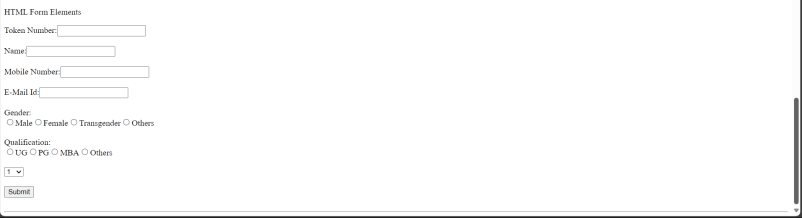 HTML Form Elements
Token Number:
Name:
Mobile Number:
E-Mail Id:
Gender:
Male Female Transgender Others
Qualification:
UG PG MBA Others
1
Submit